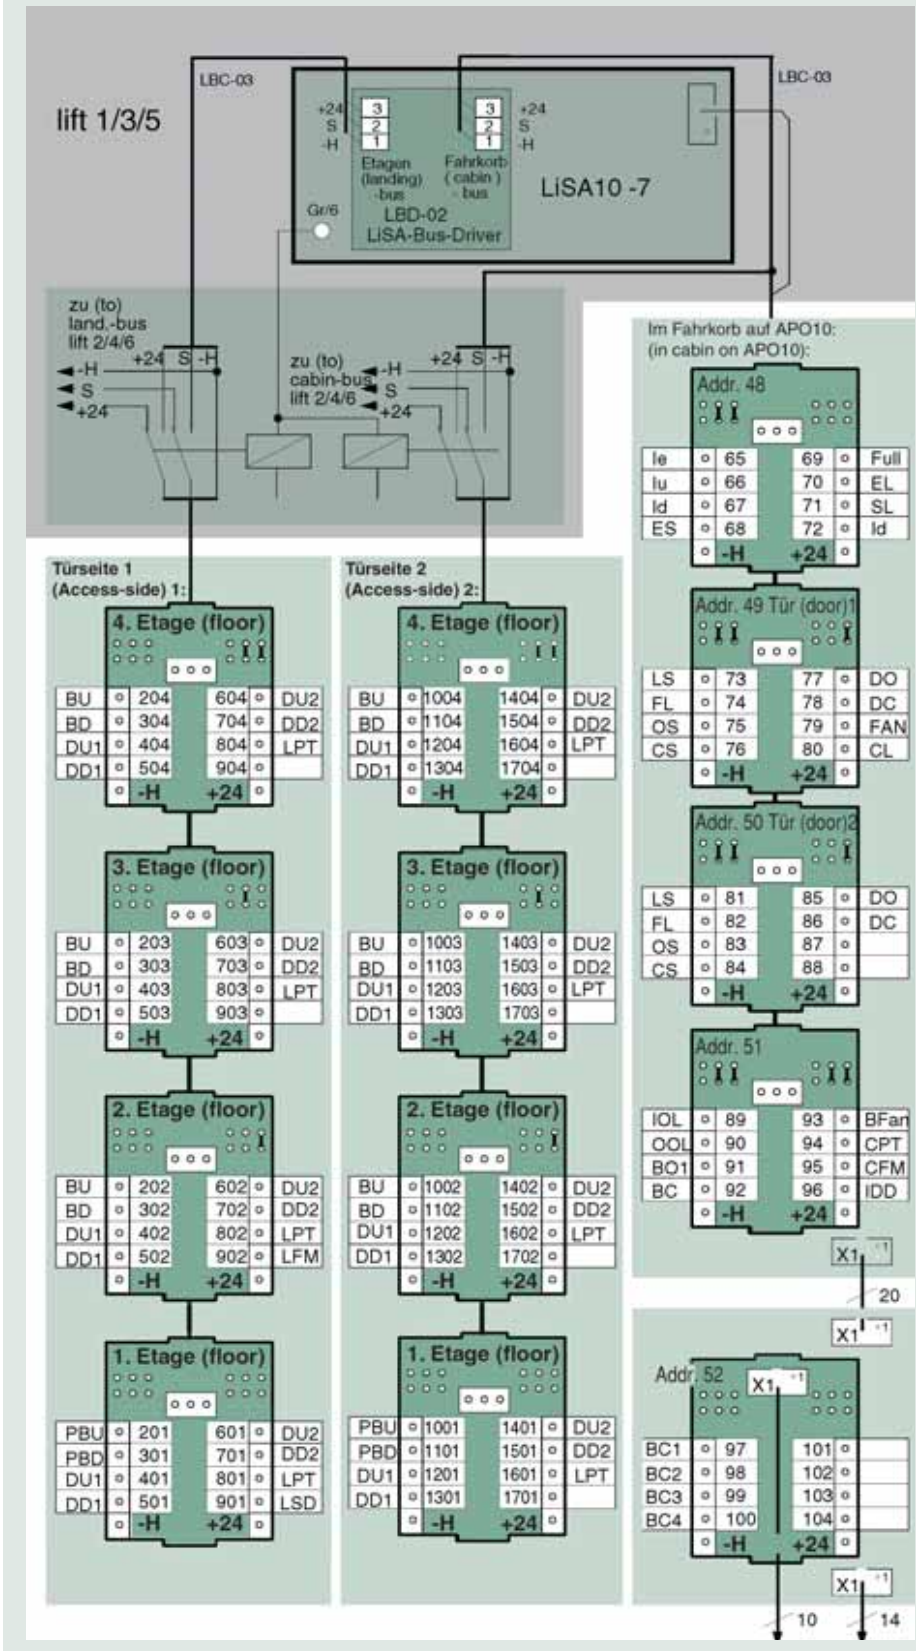 lift 1/3/5
LBC-03
LBC-03
+24 3 3 +24
S 2 2 S
-H 1 1 -H
Etagen (landing) -bus
Fahrkorb ( cabin ) - bus
LiSA10 -7
LBD-02
LiSA-Bus-Driver
Gr/6
zu (to)
land.-bus
lift 2/4/6
+24 S -H
-H
S
+24
zu (to)
cabin-bus
lift 2/4/6
+24 S -H
-H
S
+24
Türseite 1
(Access-side) 1:
4. Etage (floor)
BU 204 604 DU2
BD 304 704 DD2
DU1 404 804 LPT
DD1 504 904
-H +24
3. Etage (floor)
BU 203 603 DU2
BD 303 703 DD2
DU1 403 803 LPT
DD1 503 903
-H +24
2. Etage (floor)
BU 202 602 DU2
BD 302 702 DD2
DU1 402 802 LPT
DD1 502 902 LFM
-H +24
1. Etage (floor)
PBU 201 601 DU2
PBD 301 701 DD2
DU1 401 801 LPT
DD1 501 901 LSD
-H +24
Türseite 2
(Access-side) 2:
4. Etage (floor)
BU 1004 1404 DU2
BD 1104 1504 DD2
DU1 1204 1604 LPT
DD1 1304 1704
-H +24
3. Etage (floor)
BU 1003 1403 DU2
BD 1103 1503 DD2
DU1 1203 1603 LPT
DD1 1303 1703
-H +24
2. Etage (floor)
BU 1002 1402 DU2
BD 1102 1502 DD2
DU1 1202 1602 LPT
DD1 1302 1702
-H +24
1. Etage (floor)
PBU 1001 1401 DU2
PBD 1101 1501 DD2
DU1 1201 1601 LPT
DD1 1301 1701
-H +24
Im Fahrkorb auf APO10:
(in cabin on APO10):
Addr. 48
Ie 65 69 Full
Iu 66 70 EL
Id 67 71 SL
ES 68 72 Id
-H +24
Addr. 49 Tür (door)1
LS 73 77 DO
FL 74 78 DC
OS 75 79 FAN
CS 76 80 CL
-H +24
Addr. 50 Tür (door)2
LS 81 85 DO
FL 82 86 DC
OS 83 87
CS 84 88
-H +24
Addr. 51
IOL 89 93 BFan
OOL 90 94 CPT
BO1 91 95 CFM
BC 92 96 IDD
-H +24
X1 +1
20
X1 +1
Addr. 52
X1 +1
BC1 97 101
BC2 98 102
BC3 99 103
BC4 100 104
-H +24
X1 +1
10 14